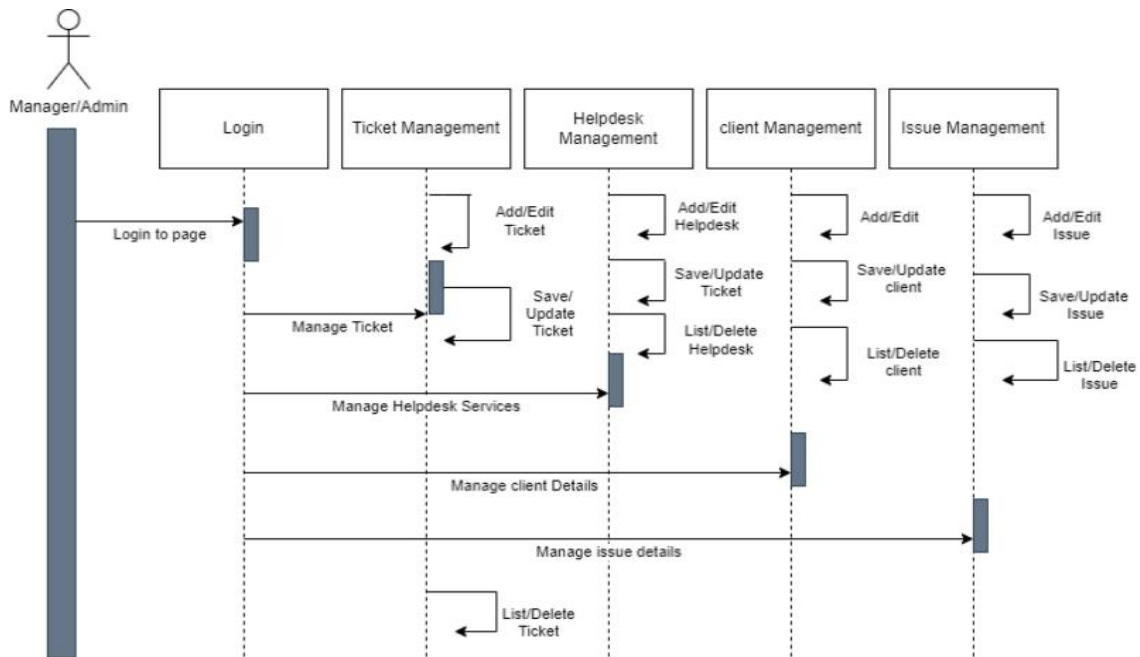 Manager/Admin
Login
Ticket Management
Helpdesk
Management
client Management
Issue Management
Login to page
Add/Edit
Ticket
Add/Edit
Helpdesk
Add/Edit
Add/Edit
Issue
Save/
Update
Ticket
Save/Update
Ticket
Save/Update
client
Save/Update
Issue
Manage Ticket
List/Delete
Helpdesk
List/Delete
client
List/Delete
Issue
Manage Helpdesk Services
Manage client Details
Manage issue details
List/Delete
Ticket